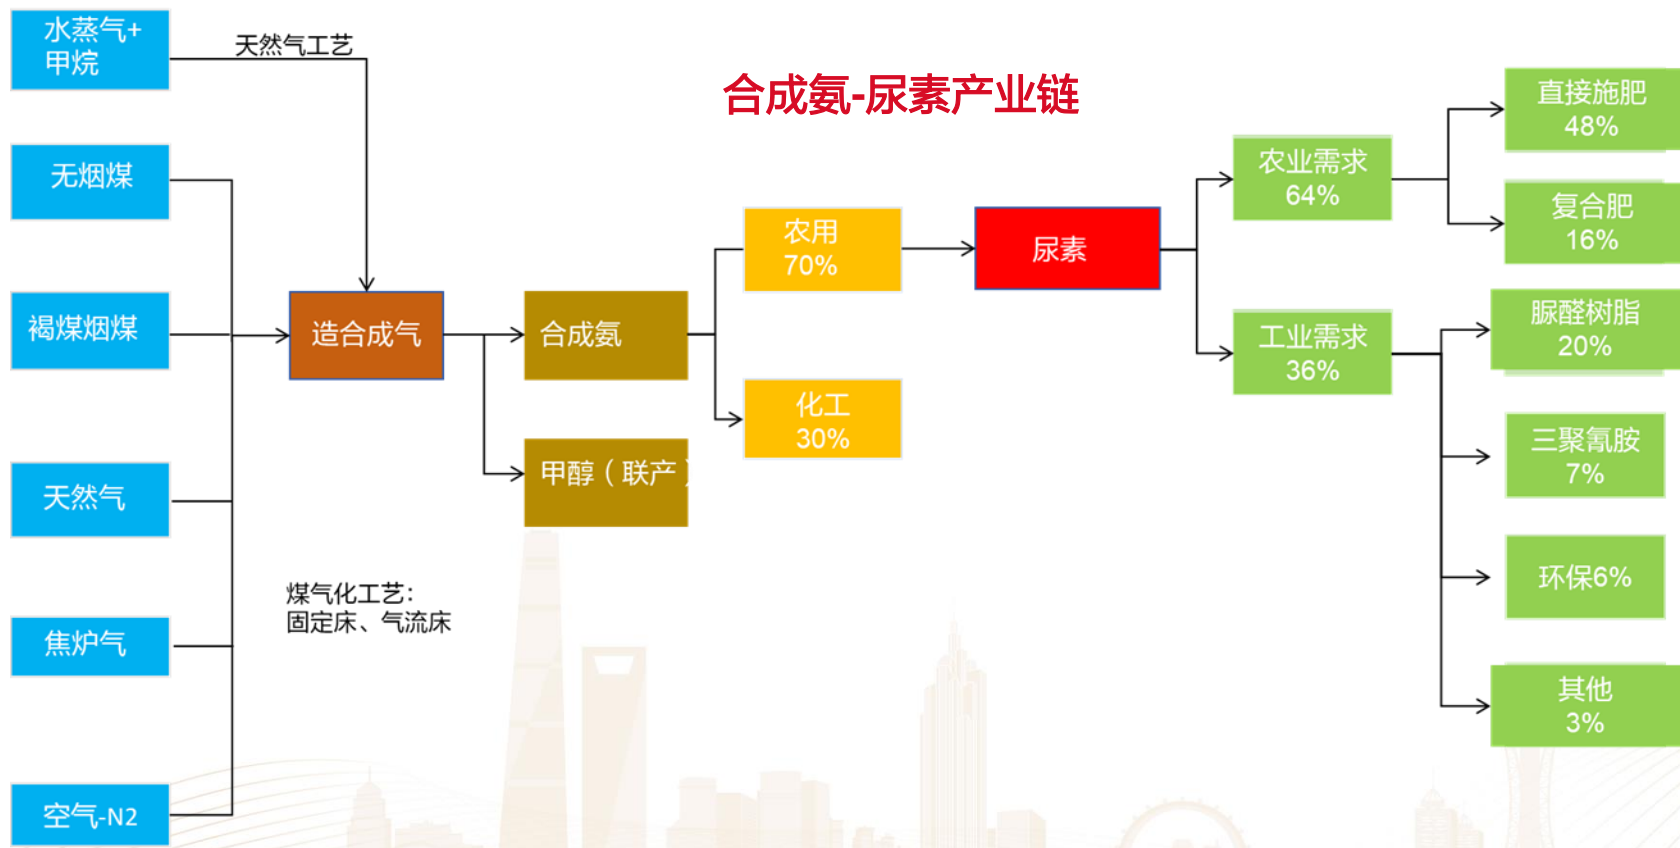 合成氨-尿素产业链
水蒸气+
甲烷
天然气工艺
无烟煤
褐煤烟煤
天然气
焦炉气
空气-N2
煤气化工艺：
固定床、气流床
造合成气
合成氨
甲醇（联产）
农用
70%
化工
30%
尿素
农业需求
64%
工业需求
36%
直接施肥
48%
复合肥
16%
脲醛树脂
20%
三聚氰胺
7%
环保6%
其他
3%